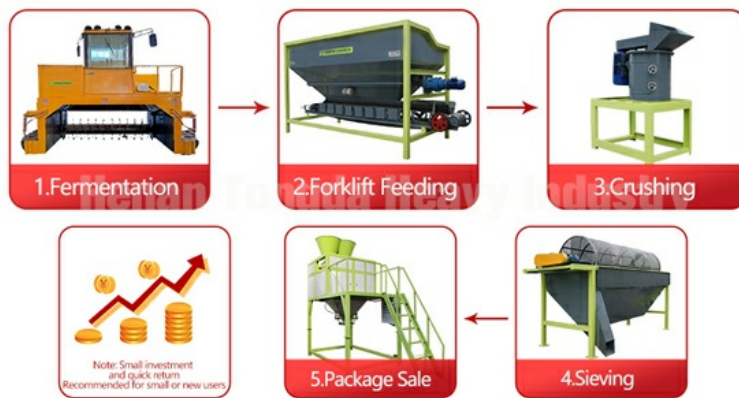 1.Fermentation
2.Forklift Feeding
3.Crushing
Henan Tongda Heavy Industry
Note: Small investment
and quick return
Recommended for small or new users
5.Package Sale
4.Sieving